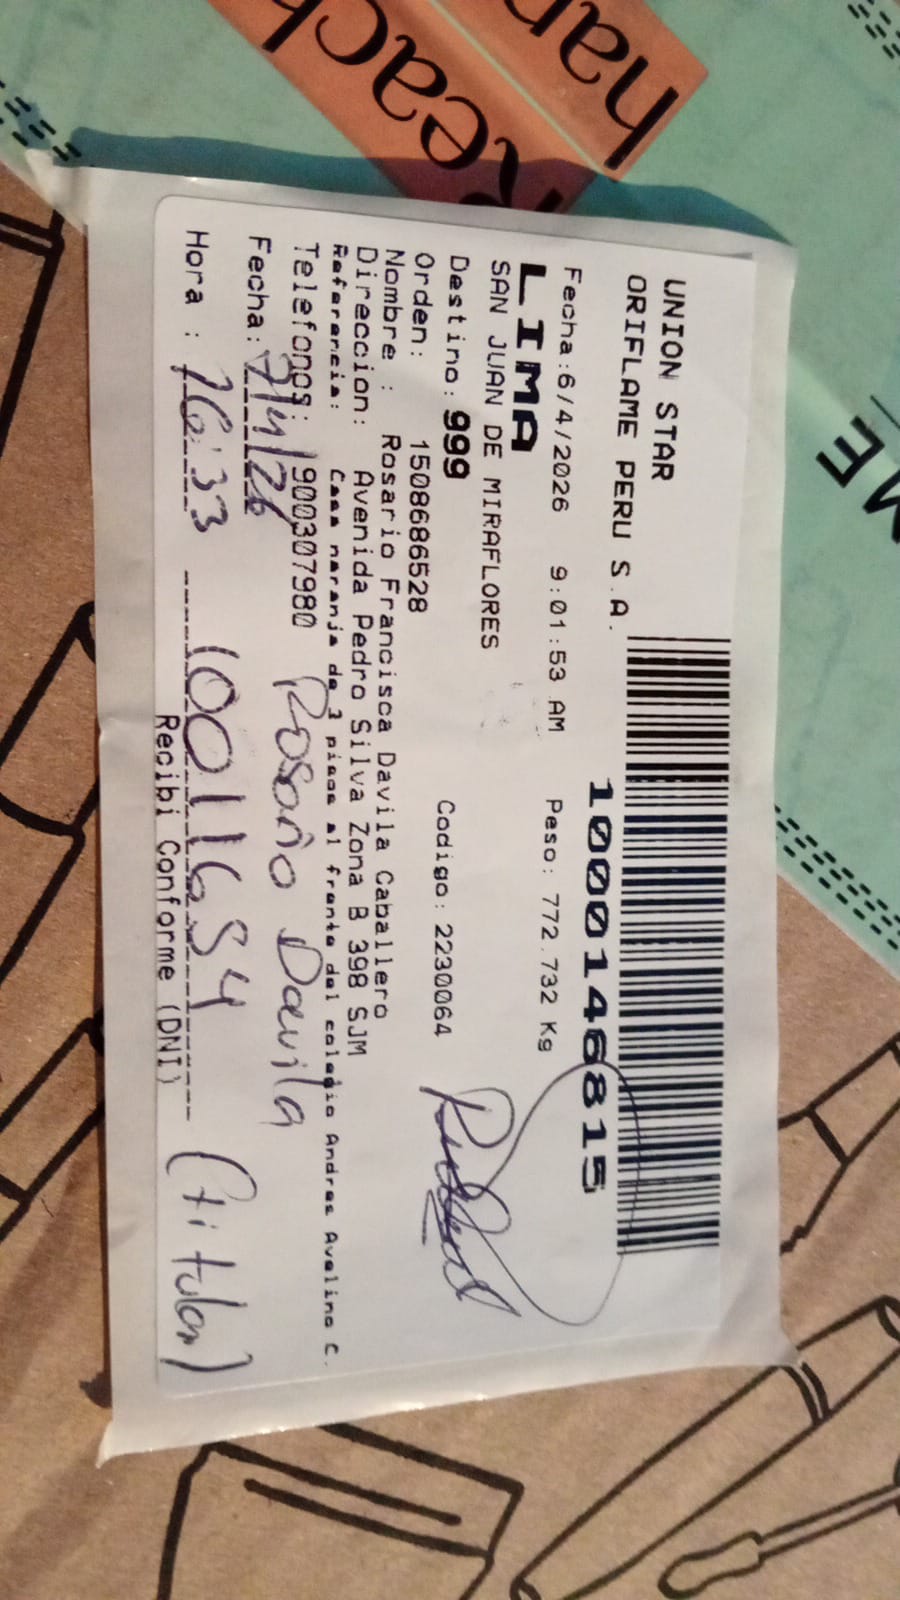 Reach
han
ME
UNION STAR
ORIFLAME PERU S.A.
1000146815
Fecha:6/4/2026 9:01:53 AM Peso: 772.732 Kg
LIMA
SAN JUAN DE MIRAFLORES
Destino: 999
Orden: 1508686528 Codigo: 2230064
Nombre : Rosario Francisca Davila Caballero
Direccion: Avenida Pedro Silva Zona B 398 SJM
Referencia: Casa naranja de 3 pisos al frente del colegio Andres Avelino C.
Telefonos: 900307980 Rosario Davila
Fecha: 7/4/26
Hora : 16:33 10011654 (titular)
Recibi Conforme (DNI)